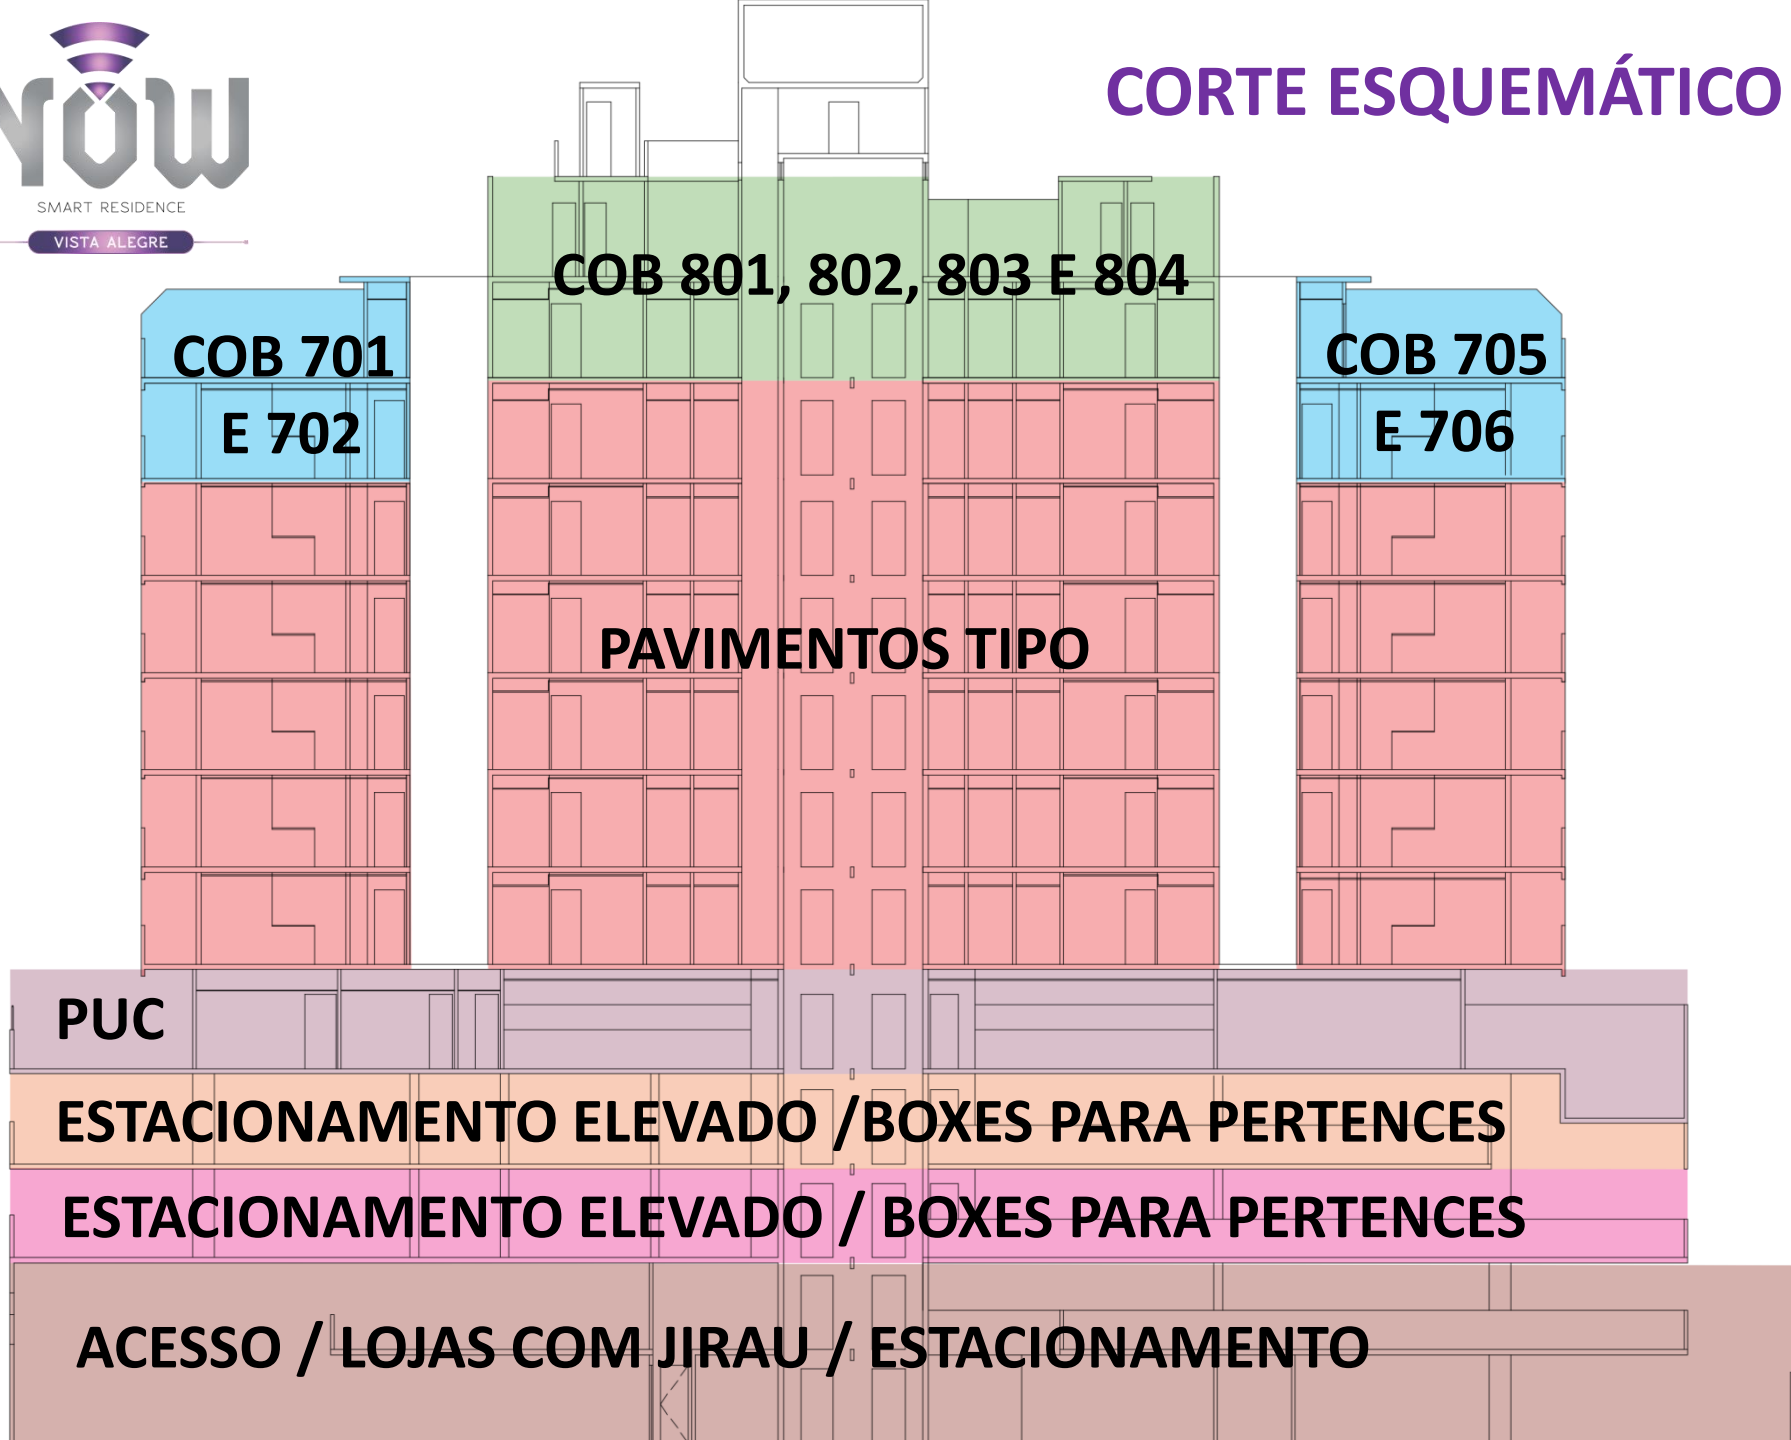 NOW
SMART RESIDENCE
VISTA ALEGRE
CORTE ESQUEMÁTICO
COB 801, 802, 803 E 804
COB 701
E 702
COB 705
E 706
PAVIMENTOS TIPO
PUC
ESTACIONAMENTO ELEVADO /BOXES PARA PERTENCES
ESTACIONAMENTO ELEVADO / BOXES PARA PERTENCES
ACESSO / LOJAS COM JIRAU / ESTACIONAMENTO